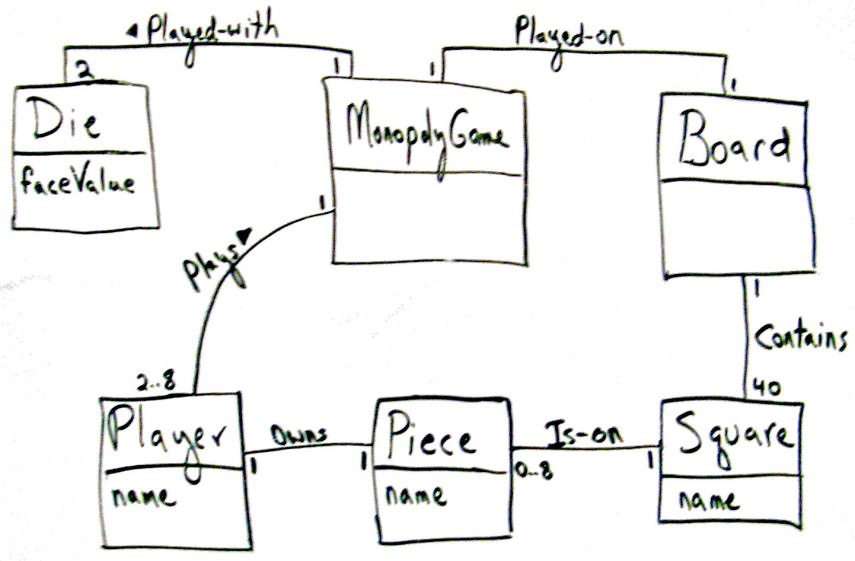 ◄ Played-with
Played-on
2
1
1
1
Die
faceValue
MonopolyGame
Board
1
Plays ►
1
Contains
2..8
40
Player
name
Owns
1
1
Piece
name
Is-on
0..8
1
Square
name